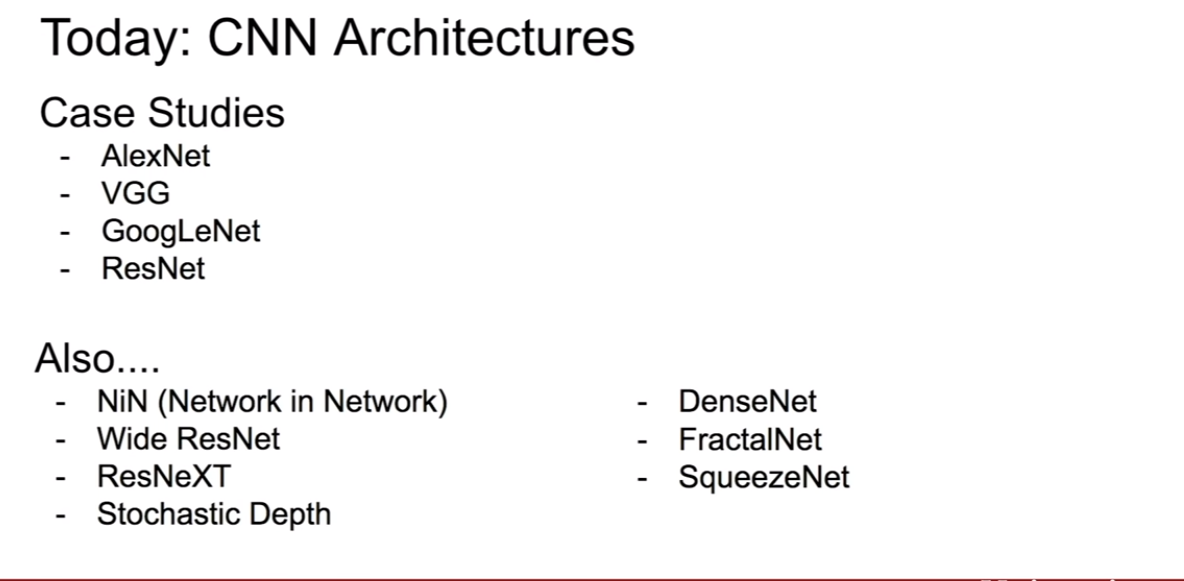 Today: CNN Architectures
Case Studies
- AlexNet
- VGG
- GoogLeNet
- ResNet
Also....
- NiN (Network in Network)
- Wide ResNet
- ResNeXT
- Stochastic Depth
- DenseNet
- FractalNet
- SqueezeNet